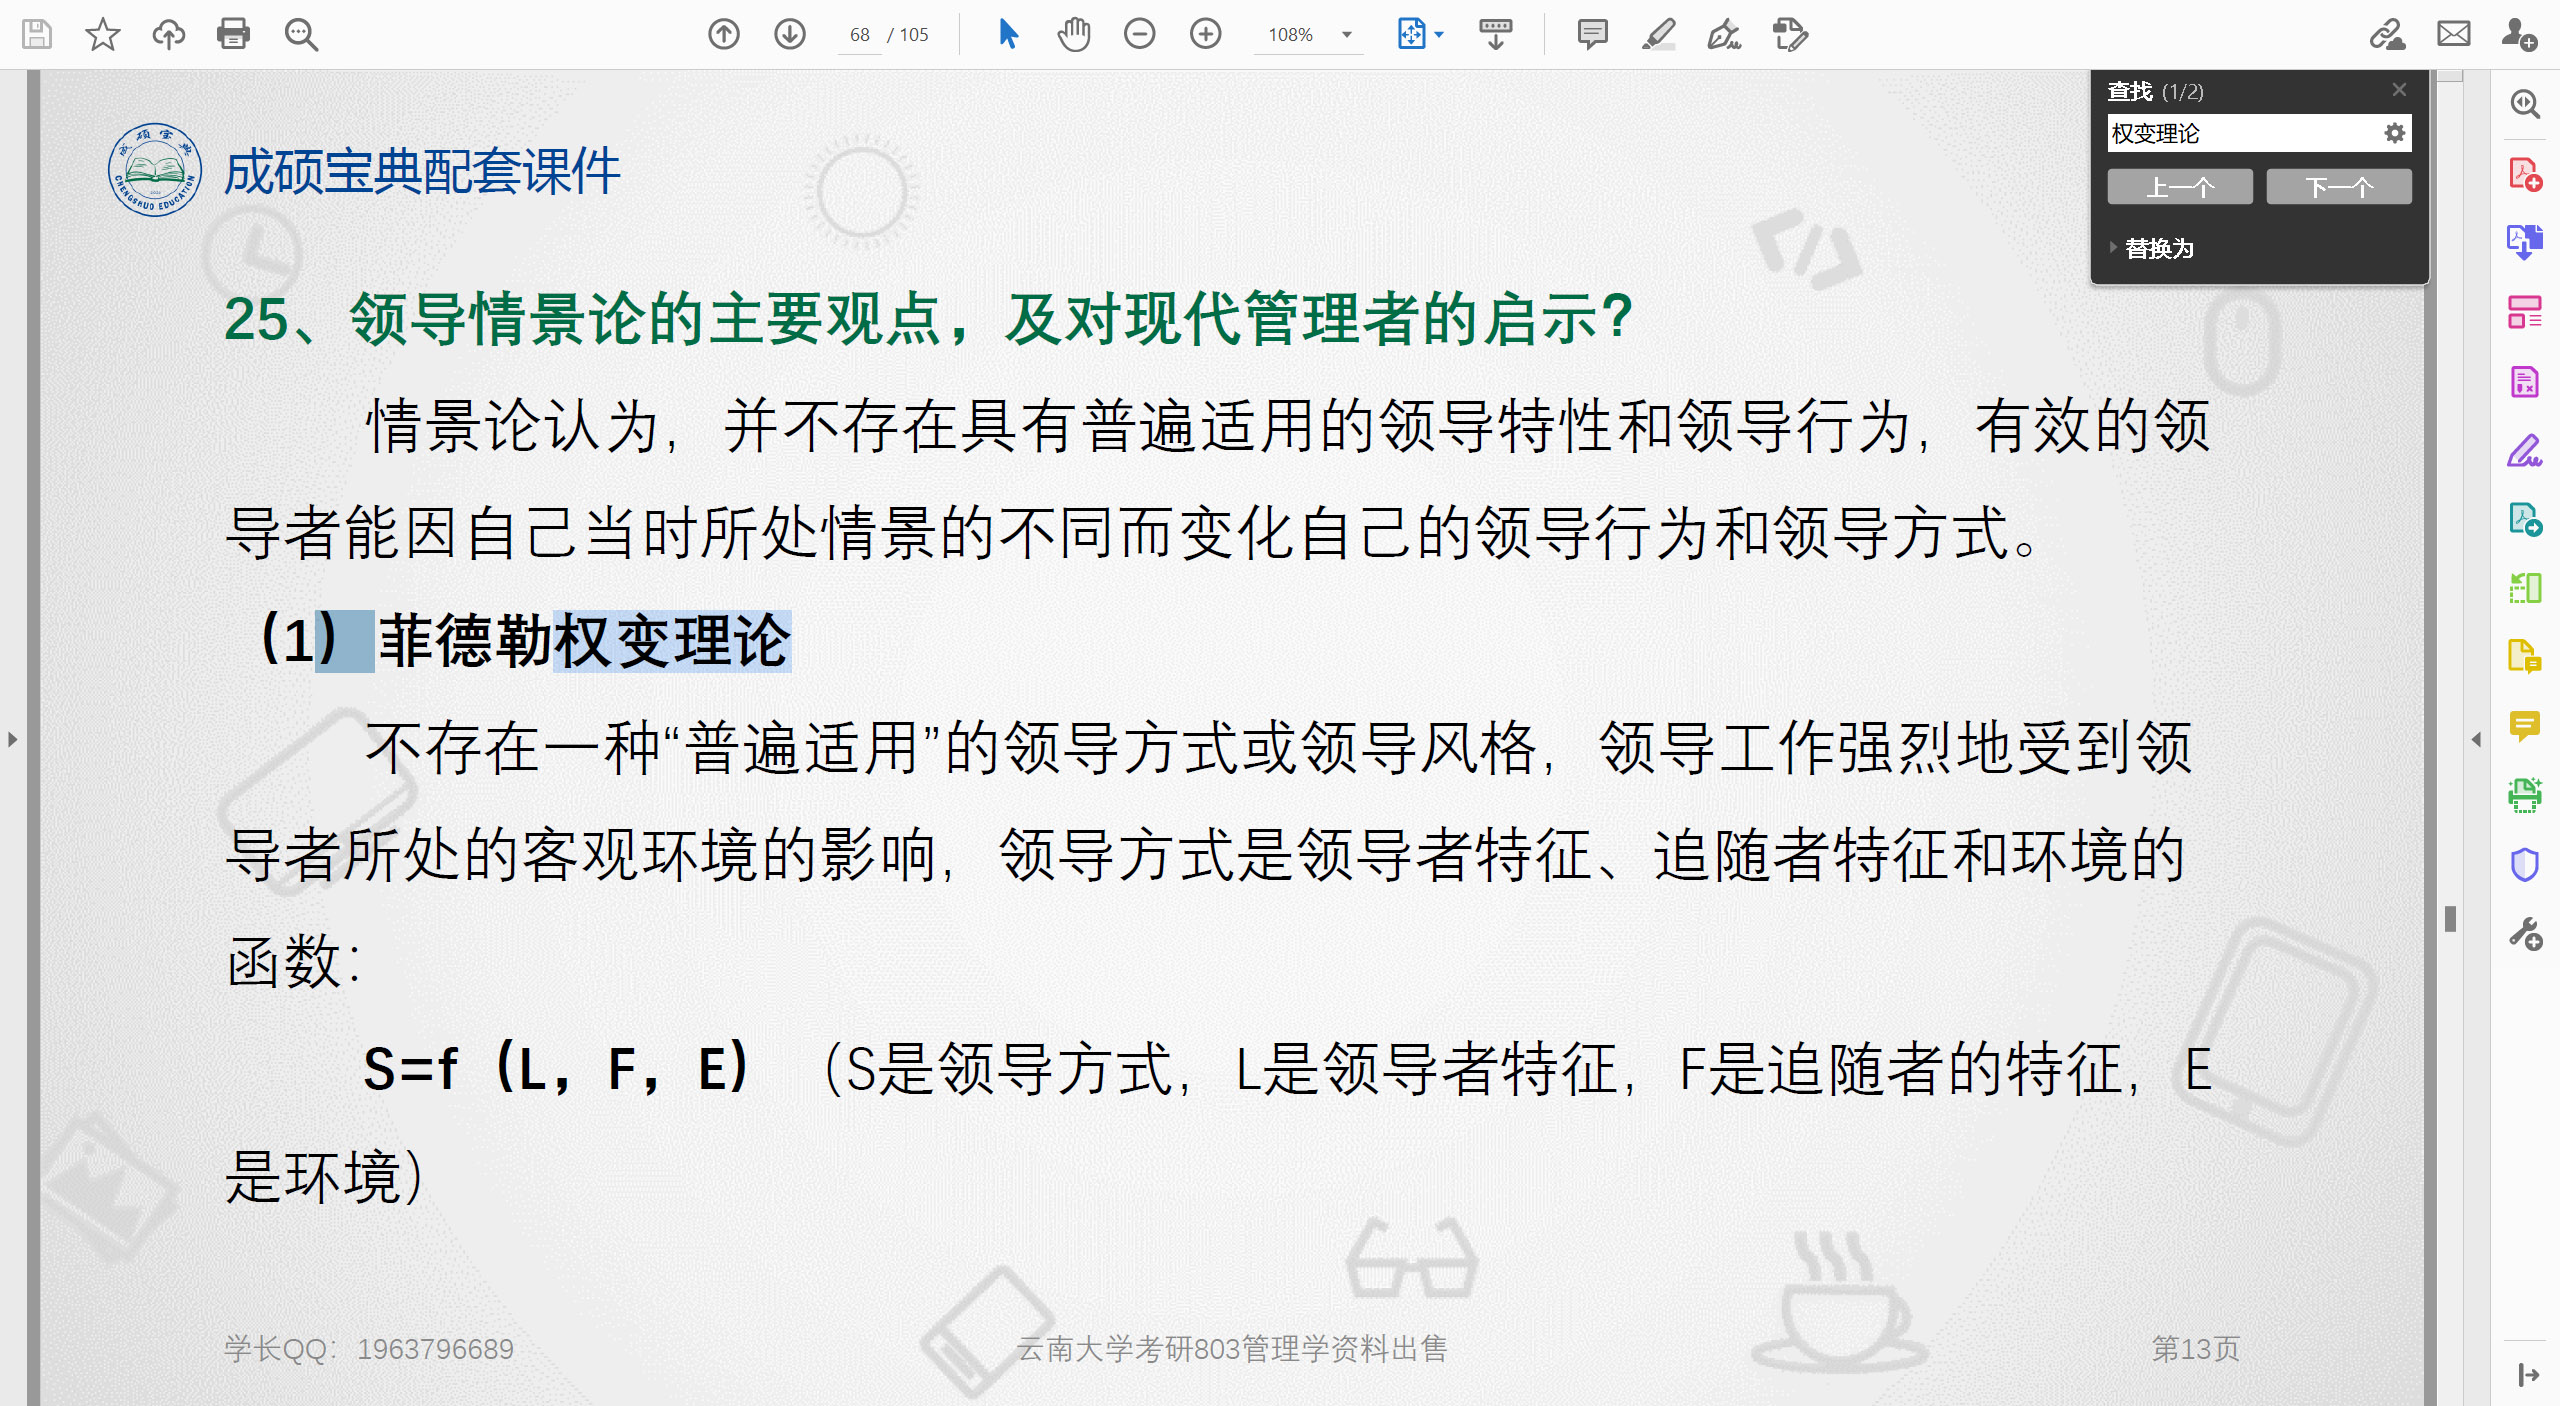 68 / 105
108%
查找 (1/2)
权变理论
上一个 下一个
替换为
成硕宝典配套课件
CHENGSHUO EDUCATION
25、领导情景论的主要观点，及对现代管理者的启示?
情景论认为，并不存在具有普遍适用的领导特性和领导行为，有效的领
导者能因自己当时所处情景的不同而变化自己的领导行为和领导方式。
（1）菲德勒权变理论
不存在一种“普遍适用”的领导方式或领导风格，领导工作强烈地受到领
导者所处的客观环境的影响，领导方式是领导者特征、追随者特征和环境的
函数：
S=f（L，F，E）（S是领导方式，L是领导者特征，F是追随者的特征，E
是环境）
学长QQ：1963796689
云南大学考研803管理学资料出售
第13页